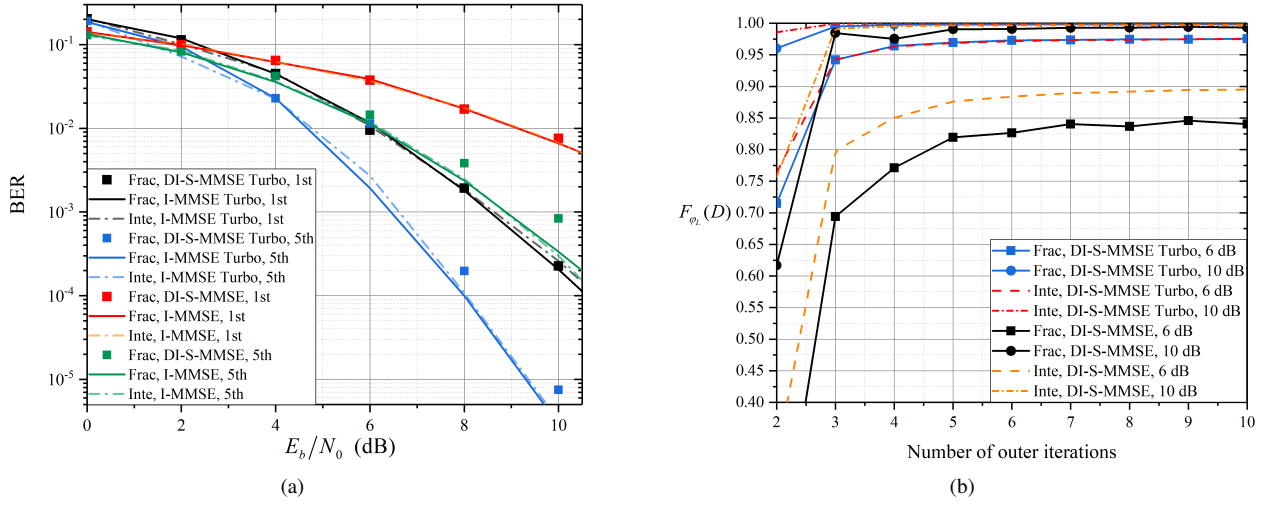 BER
10^{-1}
10^{-2}
10^{-3}
10^{-4}
10^{-5}
Frac, DI-S-MMSE Turbo, 1st
Frac, I-MMSE Turbo, 1st
Inte, I-MMSE Turbo, 1st
Frac, DI-S-MMSE Turbo, 5th
Frac, I-MMSE Turbo, 5th
Inte, I-MMSE Turbo, 5th
Frac, DI-S-MMSE, 1st
Frac, I-MMSE, 1st
Inte, I-MMSE, 1st
Frac, DI-S-MMSE, 5th
Frac, I-MMSE, 5th
Inte, I-MMSE, 5th
0 2 4 6 8 10
E_b/N_0 (dB)
(a)
F_{φ_L}(D)
1.00
0.95
0.90
0.85
0.80
0.75
0.70
0.65
0.60
0.55
0.50
0.45
0.40
Frac, DI-S-MMSE Turbo, 6 dB
Frac, DI-S-MMSE Turbo, 10 dB
Inte, DI-S-MMSE Turbo, 6 dB
Inte, DI-S-MMSE Turbo, 10 dB
Frac, DI-S-MMSE, 6 dB
Frac, DI-S-MMSE, 10 dB
Inte, DI-S-MMSE, 6 dB
Inte, DI-S-MMSE, 10 dB
2 3 4 5 6 7 8 9 10
Number of outer iterations
(b)